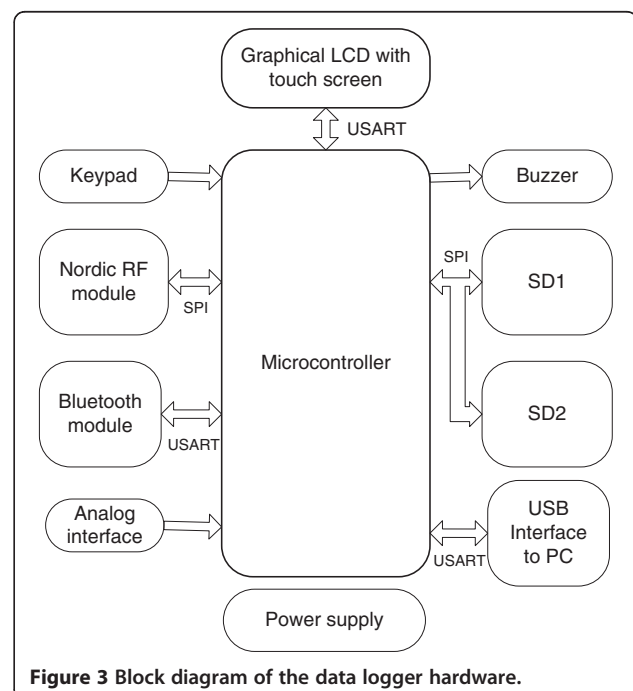 Graphical LCD with
touch screen
USART
Keypad
Buzzer
Nordic RF
module
SPI
SPI
SD1
Microcontroller
Bluetooth
module
USART
SD2
Analog
interface
USB
Interface
to PC
USART
Power supply
Figure 3 Block diagram of the data logger hardware.